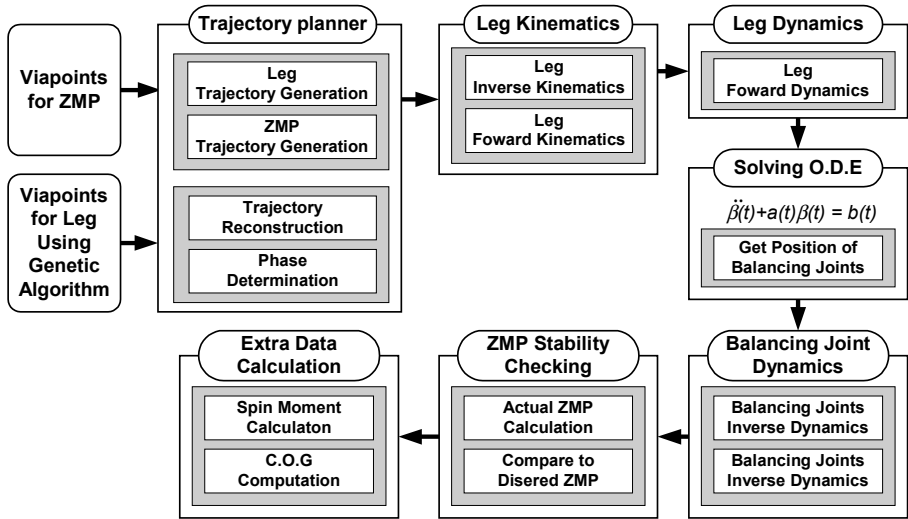 Viapoints
for ZMP
Viapoints
for Leg
Using
Genetic
Algorithm
Trajectory planner
Leg
Trajectory Generation
ZMP
Trajectory Generation
Trajectory
Reconstruction
Phase
Determination
Leg Kinematics
Leg
Inverse Kinematics
Leg
Foward Kinematics
Leg Dynamics
Leg
Foward Dynamics
Solving O.D.E
β̈(t)+a(t)β(t) = b(t)
Get Position of
Balancing Joints
Balancing Joint
Dynamics
Balancing Joints
Inverse Dynamics
Balancing Joints
Inverse Dynamics
ZMP Stability
Checking
Actual ZMP
Calculation
Compare to
Disered ZMP
Extra Data
Calculation
Spin Moment
Calculaton
C.O.G
Computation